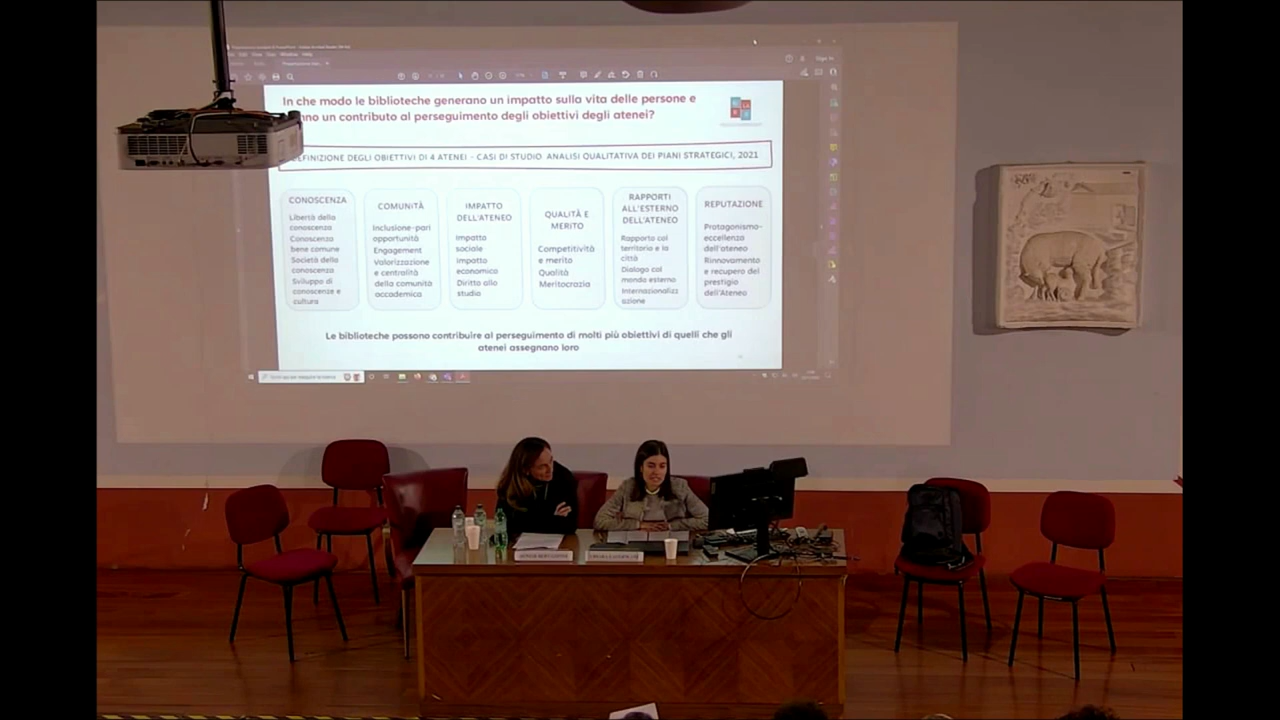 In che modo le biblioteche generano un impatto sulla vita delle persone e
un contributo al perseguimento degli obiettivi degli atenei?
DEGLI OBIETTIVI DI 4 ATENEI - CASI DI STUDIO ANALISI QUALITATIVA DEI PIANI STRATEGICI, 2021
CONOSCENZA
Libertà della
conoscenza
Conoscenza
bene comune
Società della
conoscenza
Sviluppo di
conoscenze e
cultura
COMUNITÀ
Inclusione-pari
opportunità
Engagement
Valorizzazione
e centralità
della comunità
accademica
IMPATTO
DELL'ATENEO
Impatto
sociale
Impatto
economico
Diritto allo
studio
QUALITÀ E
MERITO
Competitività
e merito
Qualità
Meritocrazia
RAPPORTI
ALL'ESTERNO
DELL'ATENEO
Rapporto col
territorio e la
città
Dialogo col
mondo esterno
Internazionalizz
azione
REPUTAZIONE
Protagonismo-
eccellenza
dell'ateneo
Rinnovamento
e recupero del
prestigio
dell'Ateneo
Le biblioteche possono contribuire al perseguimento di molti più obiettivi di quelli che gli
atenei assegnano loro